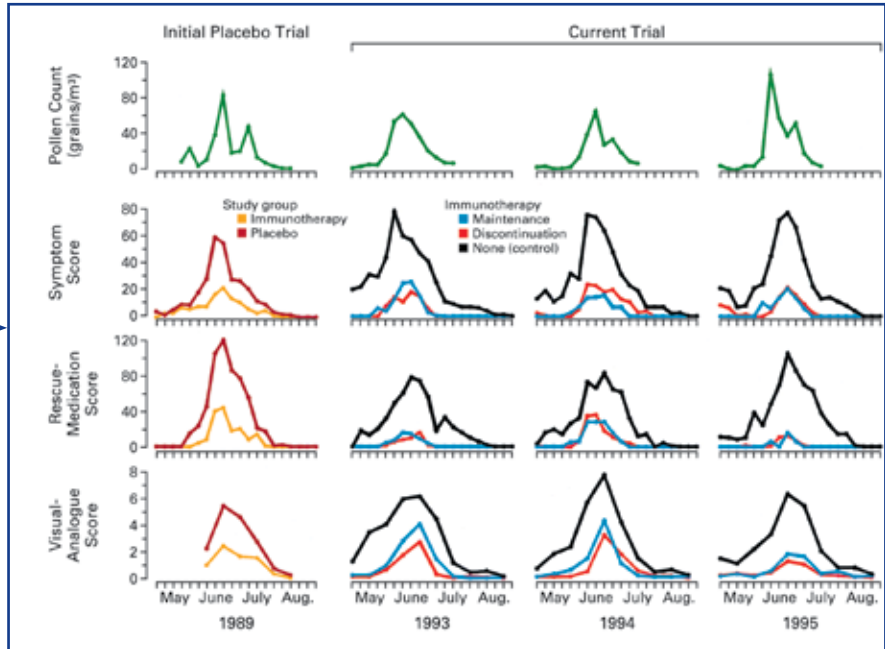 Initial Placebo Trial
Current Trial
Pollen Count
(grains/m³)
120
80
40
0
Symptom
Score
80
60
40
20
0
Study group
Immunotherapy
Placebo
Immunotherapy
Maintenance
Discontinuation
None (control)
Rescue-
Medication
Score
120
80
40
0
Visual-
Analogue
Score
8
6
4
2
0
May June July Aug.
May June July Aug.
May June July Aug.
May June July Aug.
1989
1993
1994
1995